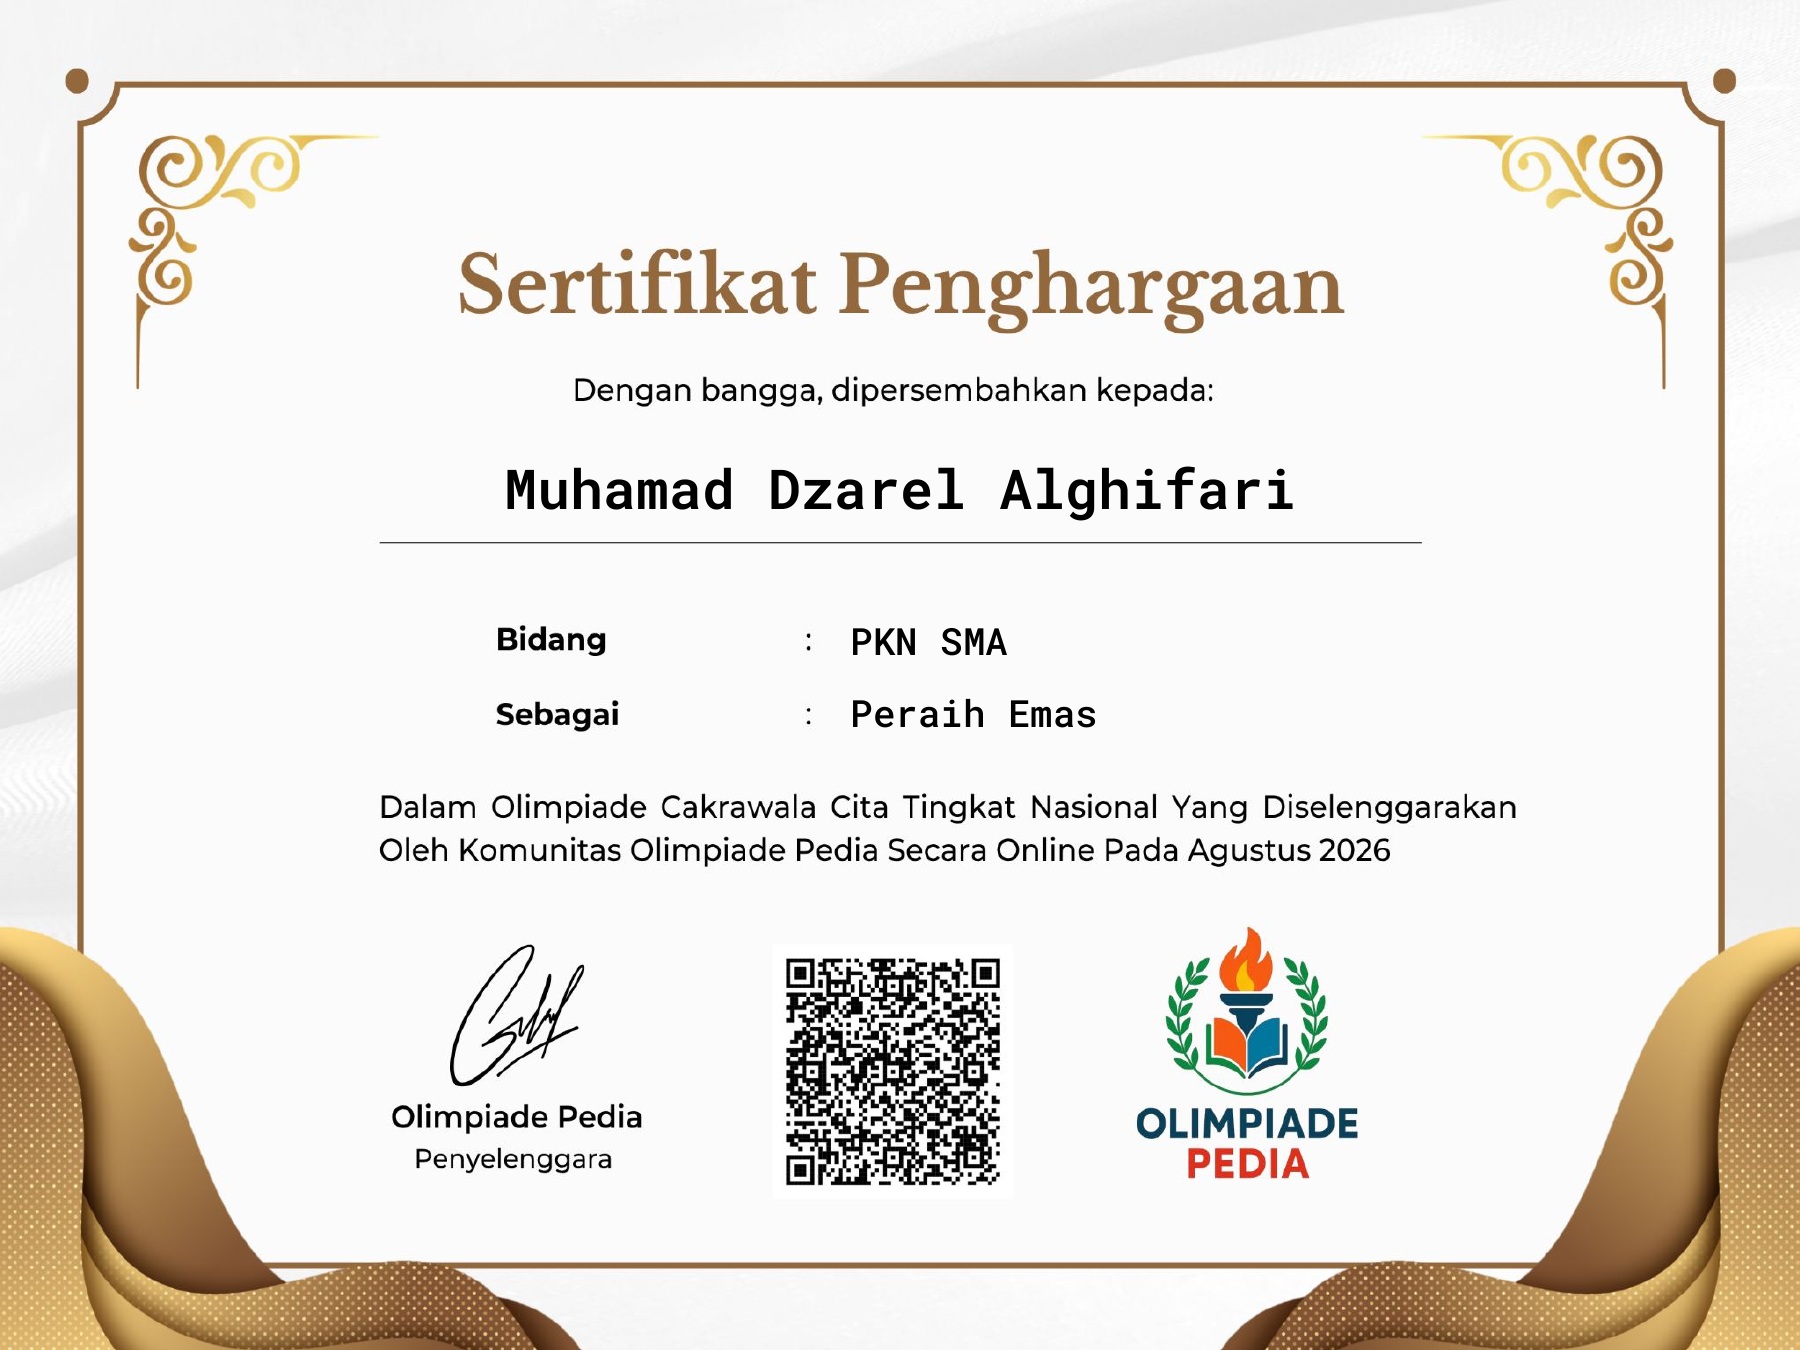 Sertifikat Penghargaan
Dengan bangga, dipersembahkan kepada:
Muhamad Dzarel Alghifari
Bidang : PKN SMA
Sebagai : Peraih Emas
Dalam Olimpiade Cakrawala Cita Tingkat Nasional Yang Diselenggarakan
Oleh Komunitas Olimpiade Pedia Secara Online Pada Agustus 2026
Olimpiade Pedia
Penyelenggara
OLIMPIADE
PEDIA